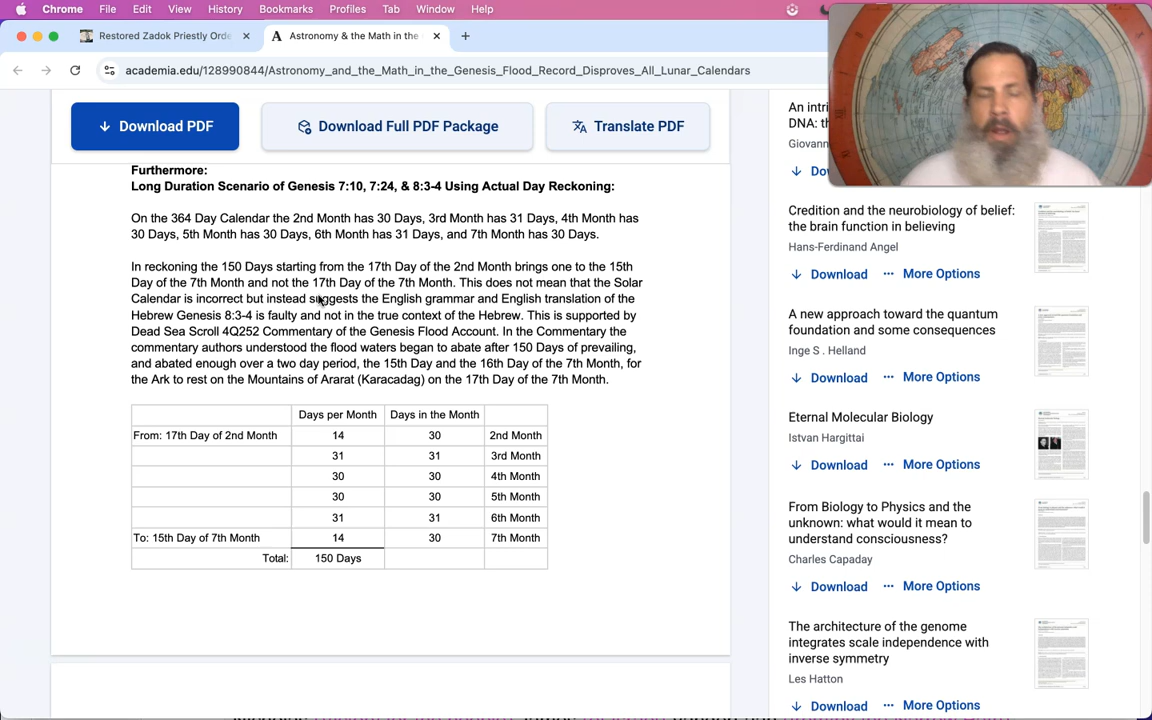 Chrome File Edit View History Bookmarks Profiles Tab Window Help
Restored Zadok Priestly Orde
Astronomy & the Math in the
academia.edu/128990844/Astronomy_and_the_Math_in_the_Genesis_Flood_Record_Disproves_All_Lunar_Calendars
Download PDF
Download Full PDF Package
Translate PDF
Furthermore:
Long Duration Scenario of Genesis 7:10, 7:24, & 8:3-4 Using Actual Day Reckoning:
On the 364 Day Calendar the 2nd Month has 30 Days, 3rd Month has 31 Days, 4th Month has
30 Days, 5th Month has 30 Days, 6th Month has 31 Days, and 7th Month has 30 Days.
In reckoning the 150 Days starting from the 17th Day of the 2nd Month brings one to the 15th
Day of the 7th Month and not the 17th Day of the 7th Month. This does not mean that the Solar
Calendar is incorrect but instead suggests the English grammar and English translation of the
Hebrew Genesis 8:3-4 is faulty and not in the true context of the Hebrew. This is supported by
Dead Sea Scroll 4Q252 Commentary of the Genesis Flood Account. In the Commentary the
commentary authors understood the flood waters began to abate after 150 Days of prevailing,
and abated enough over a two day period, the 15th Day and the 16th Day of the 7th Month, for
the Ark to rest on the Mountains of Ararat (Karacadag) on the 17th Day of the 7th Month.
Days per Month Days in the Month
From: 17th Day of 2nd Month 14 30 2nd Month
31 31 3rd Month
30 30 4th Month
30 30 5th Month
31 31 6th Month
To: 15th Day of 7th Month 14 30 7th Month
Total: 150 Days
An intri
DNA: th
Giovann
Do
Credition and the neurobiology of belief:
the brain function in believing
Hans-Ferdinand Angel
Download ••• More Options
A new approach toward the quantum
foundation and some consequences
Inge S . Helland
Download ••• More Options
Eternal Molecular Biology
Istvan Hargittai
Download ••• More Options
From Biology to Physics and the
unknown: what would it mean to
understand consciousness?
Charles Capaday
Download ••• More Options
The architecture of the genome
integrates scale independence with
inverse symmetry
Les Hatton
Download ••• More Options